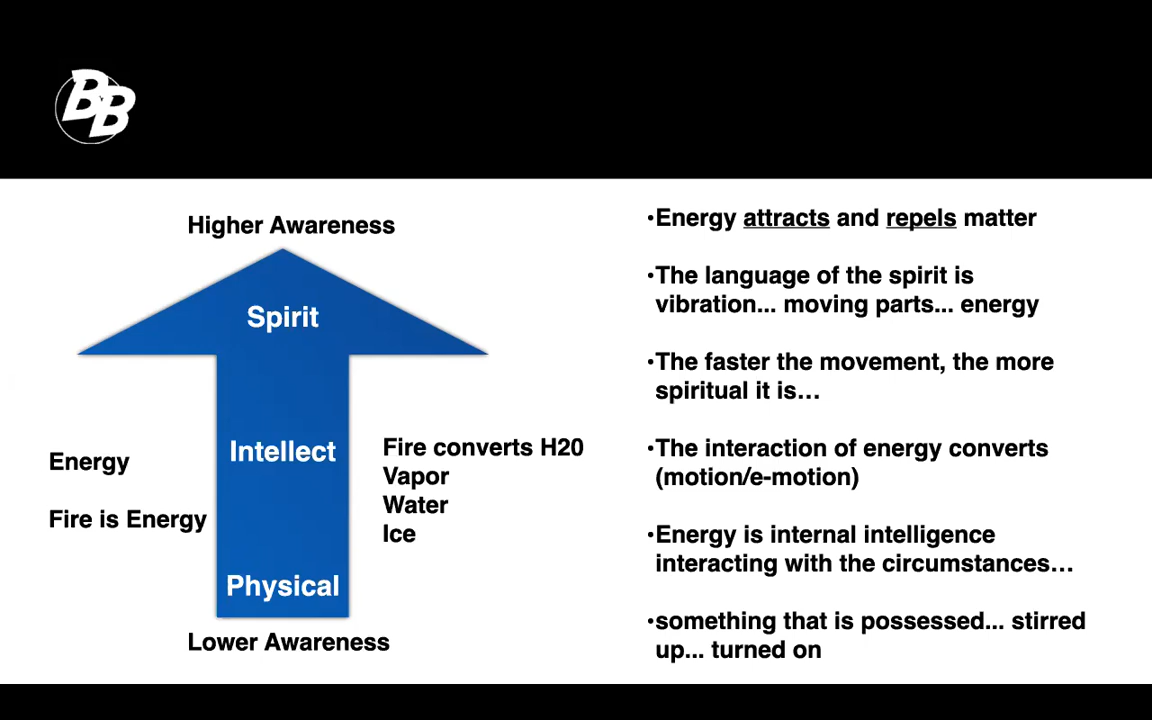 BB
Higher Awareness
Spirit
Intellect
Physical
Lower Awareness
Energy
Fire is Energy
Fire converts H20
Vapor
Water
Ice
•Energy attracts and repels matter
•The language of the spirit is
vibration... moving parts... energy
•The faster the movement, the more
spiritual it is…
•The interaction of energy converts
(motion/e-motion)
•Energy is internal intelligence
interacting with the circumstances…
•something that is possessed... stirred
up... turned on